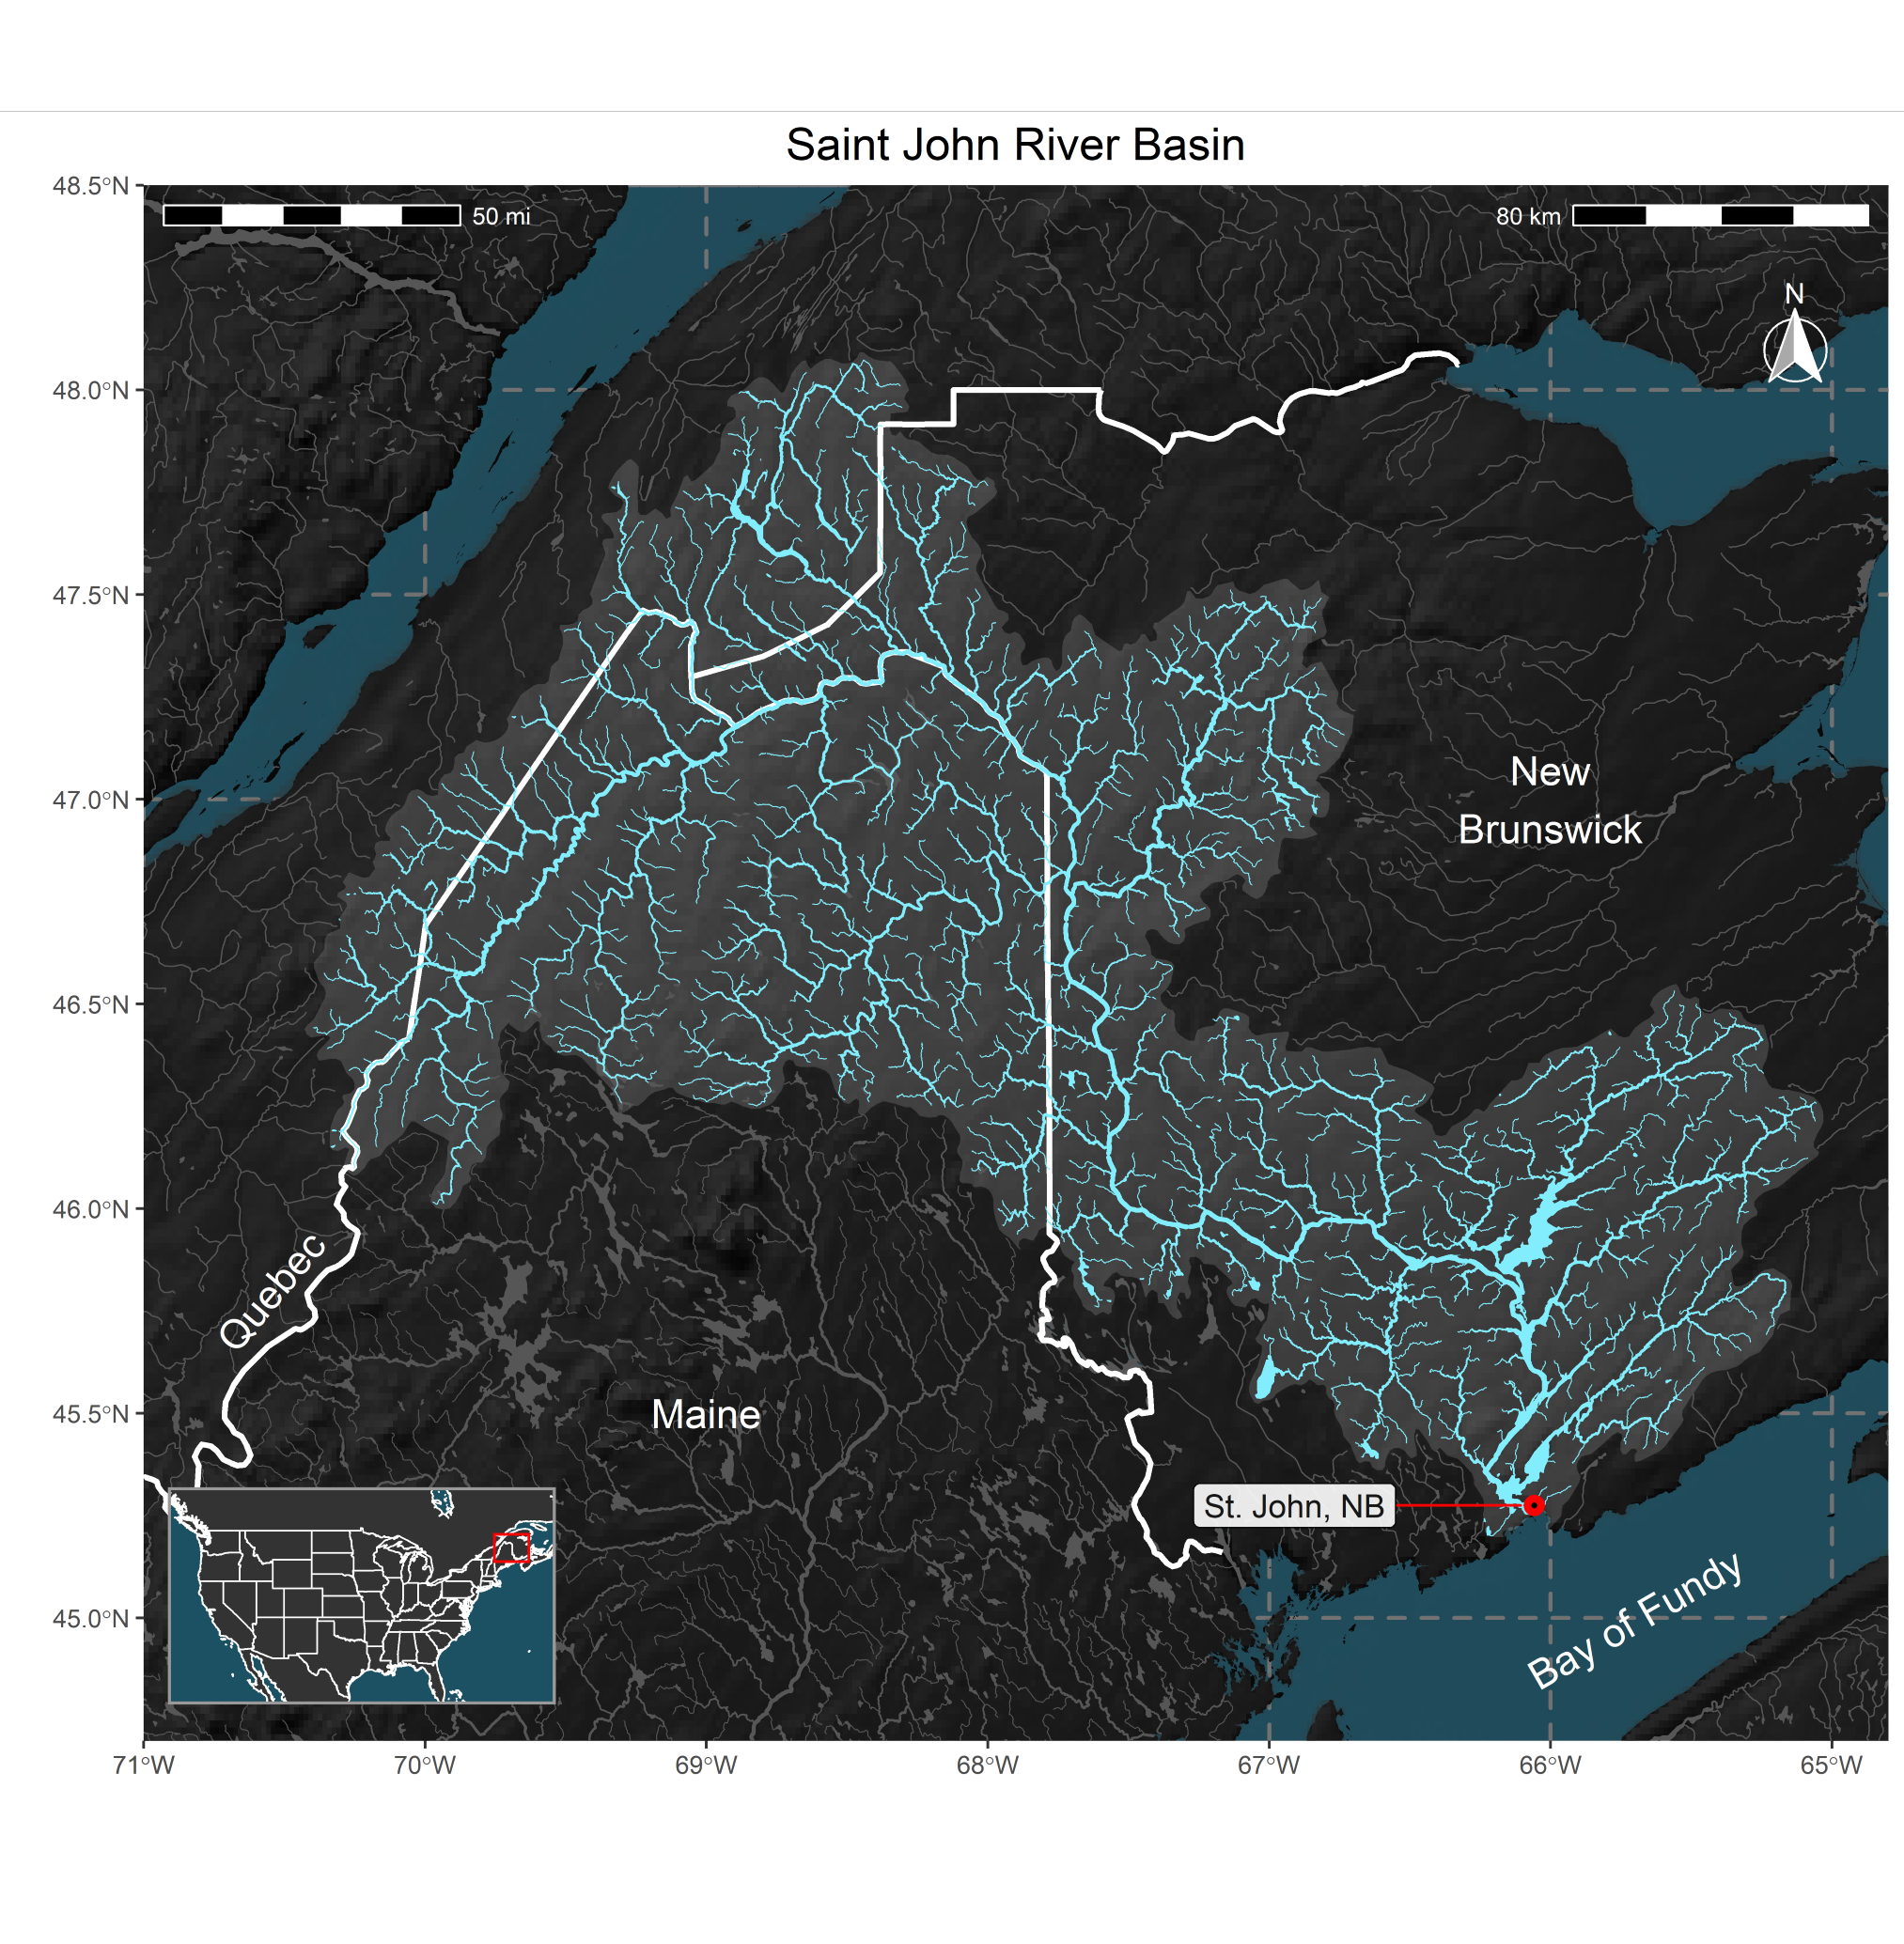 Saint John River Basin
48.5°N
50 mi
80 km
N
48.0°N
47.5°N
47.0°N
New
Brunswick
46.5°N
46.0°N
Quebec
45.5°N
Maine
St. John, NB
45.0°N
Bay of Fundy
71°W
70°W
69°W
68°W
67°W
66°W
65°W